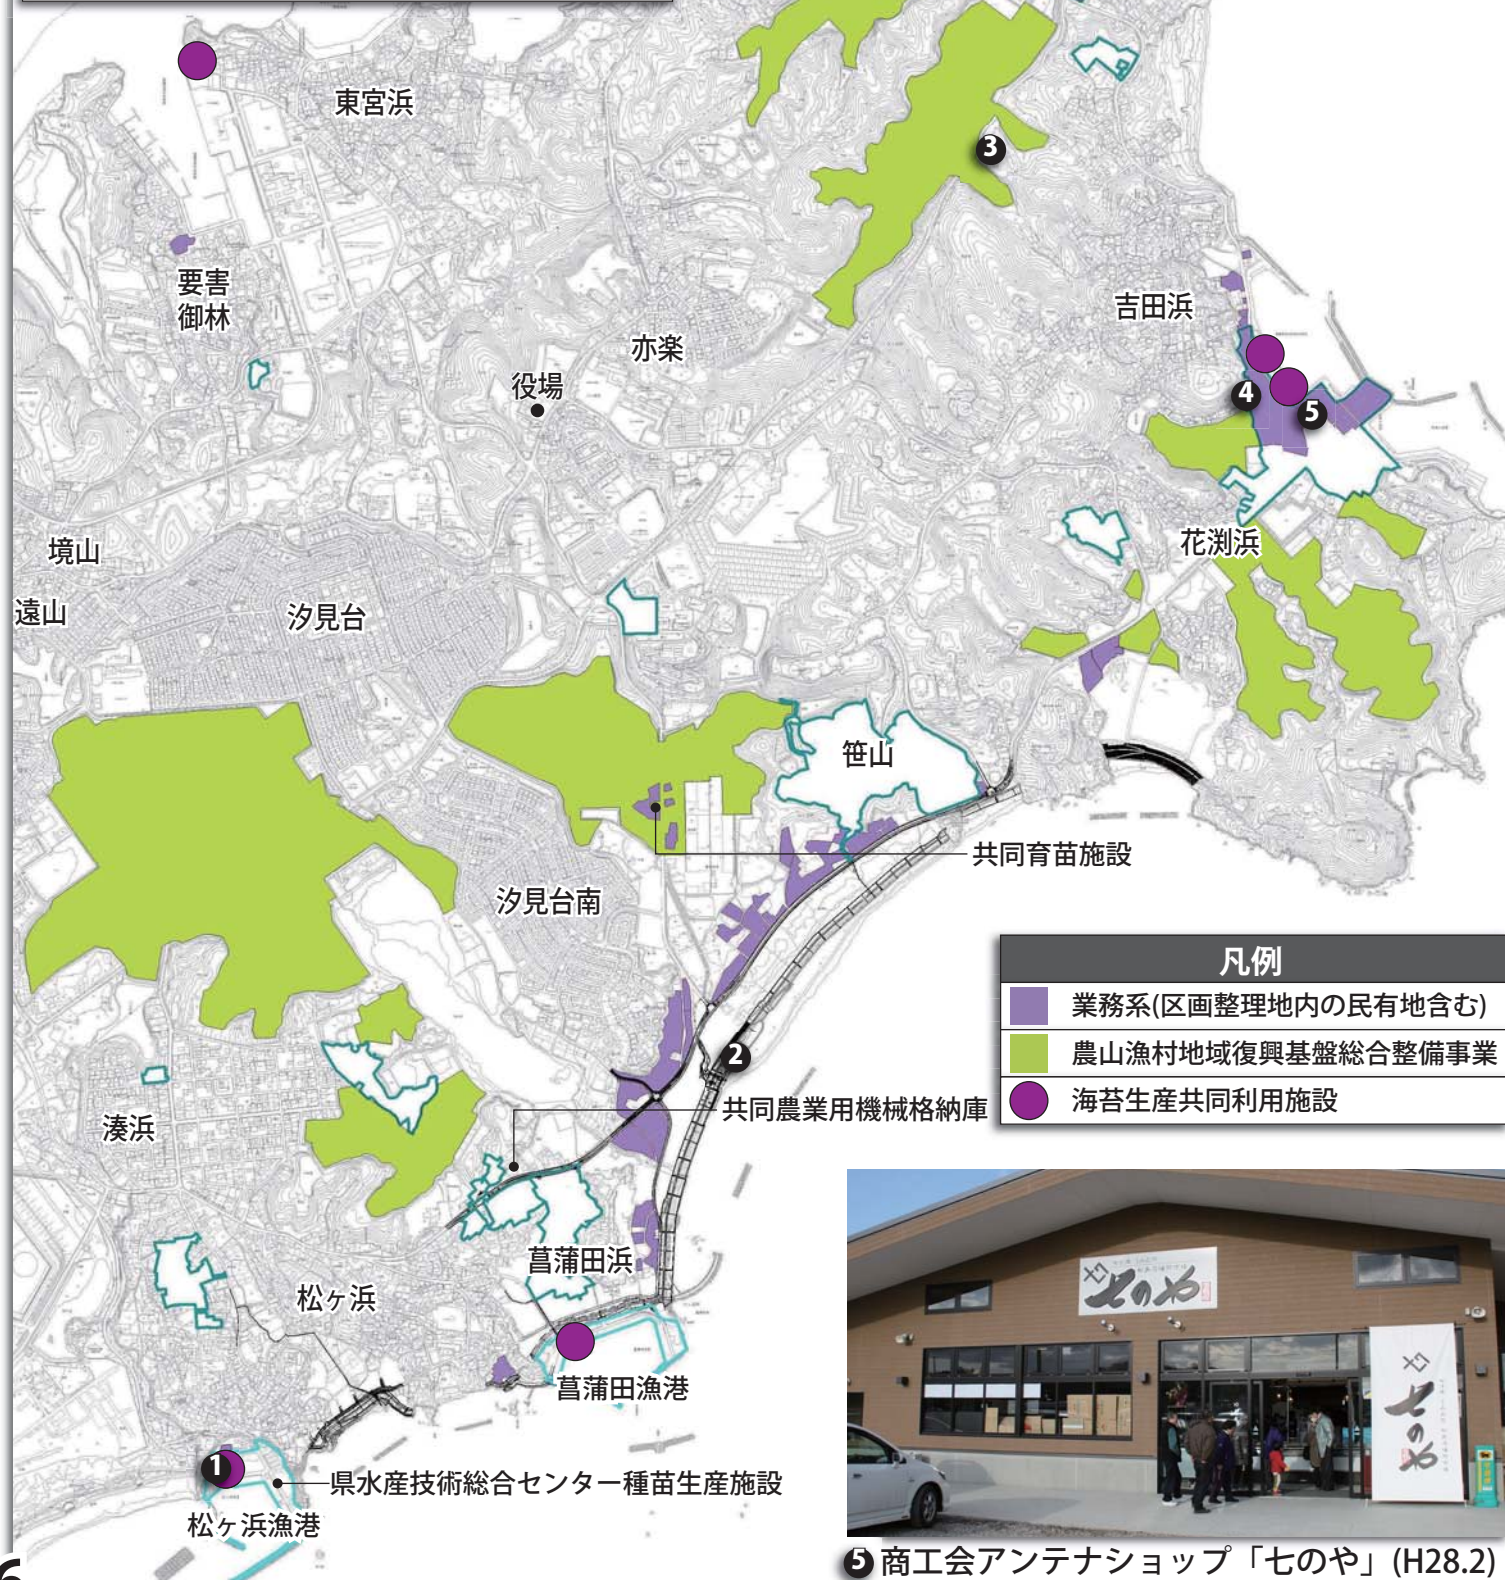 東宮浜
3
要害
御林
吉田浜
亦楽
役場
4
5
境山
花渕浜
遠山
汐見台
笹山
共同育苗施設
汐見台南
凡例
業務系(区画整理地内の民有地含む)
農山漁村地域復興基盤総合整備事業
海苔生産共同利用施設
2
共同農業用機械格納庫
湊浜
菖蒲田浜
松ヶ浜
七のや
七のや
菖蒲田漁港
1
県水産技術総合センター種苗生産施設
松ヶ浜漁港
5 商工会アンテナショップ「七のや」(H28.2)